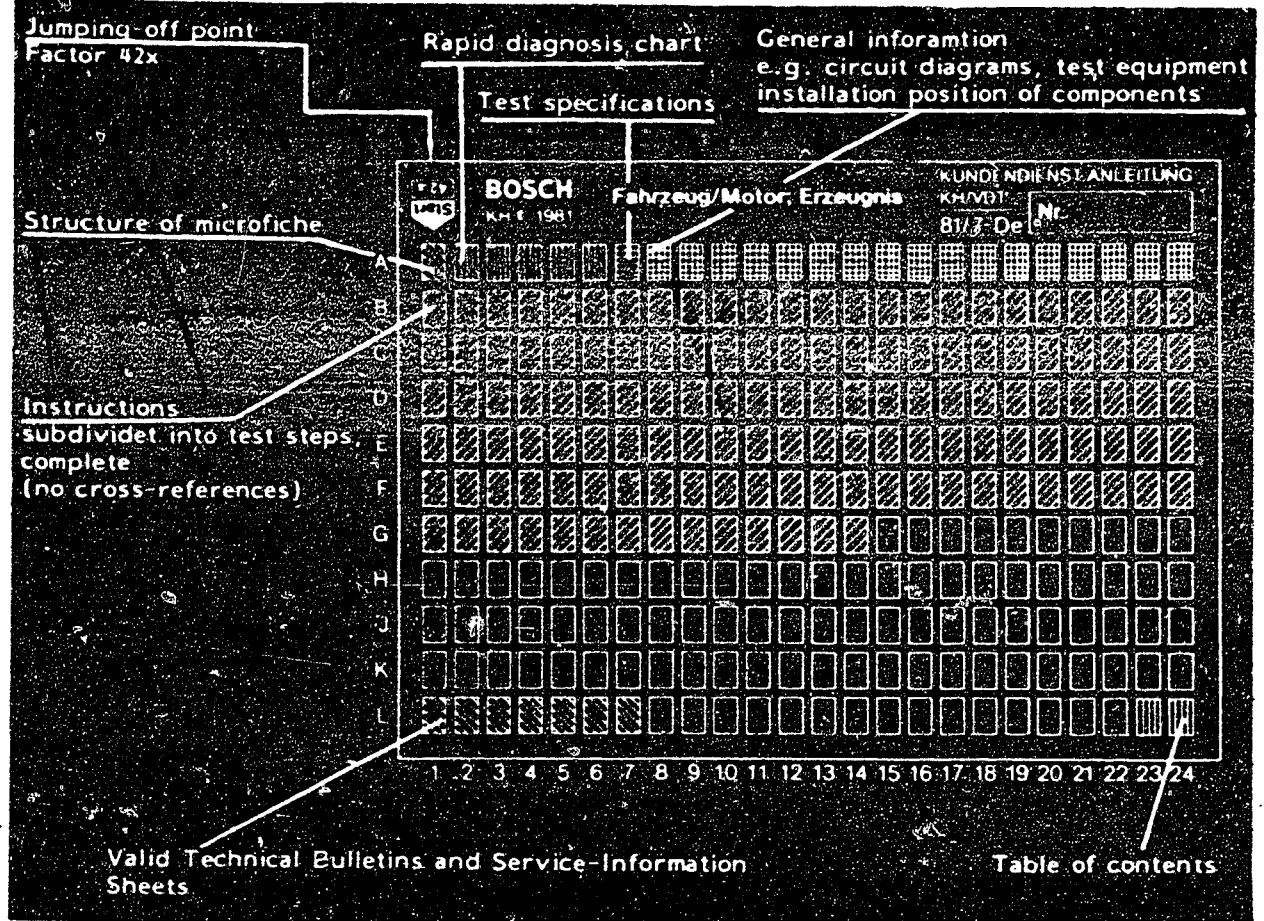 Jumping-off point
Factor 42x
Rapid diagnosis chart
Test specifications
General inforamtion
e.g. circuit diagrams, test equipment
installation position of components
42x
Start
BOSCH
KH € 1981
Fahrzeug/Motor, Erzeugnis
KUNDENDIENST ANLEITUNG
KH/VDT
81/ -De
Nr.
Structure of microfiche
A
B
C
D
Instructions
subdividet into test steps,
complete
(no cross-references)
E
F
G
H
J
K
L
1 2 3 4 5 6 7 8 9 10 11 12 13 14 15 16 17 18 19 20 21 22 23 24
Valid Technical Bulletins and Service-Information
Sheets
Table of contents